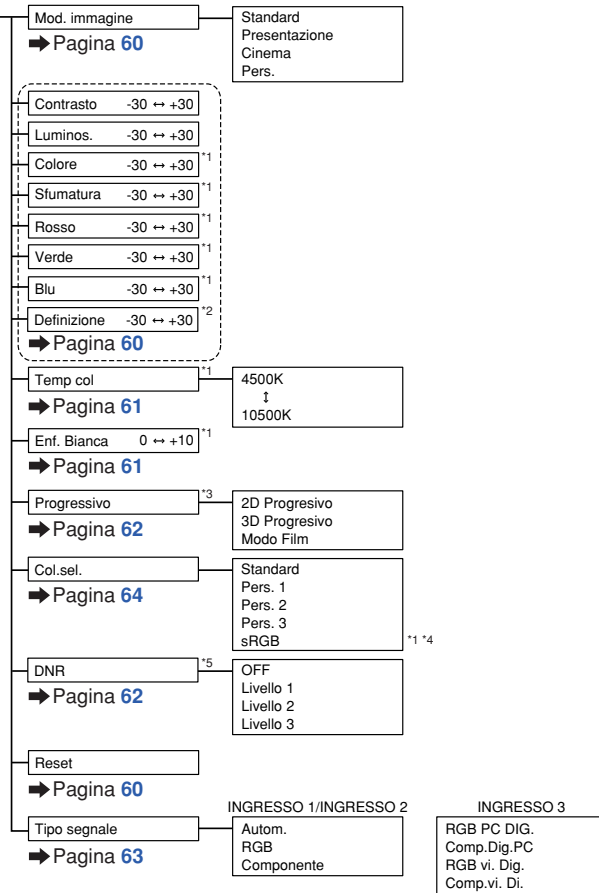 Mod. immagine
Standard
Presentazione
Cinema
Pers.
➡ Pagina 60
Contrasto -30 ↔ +30
Luminos. -30 ↔ +30
Colore -30 ↔ +30 *1
Sfumatura -30 ↔ +30 *1
Rosso -30 ↔ +30 *1
Verde -30 ↔ +30 *1
Blu -30 ↔ +30 *1
Definizione -30 ↔ +30 *2
➡ Pagina 60
Temp col *1
4500K
↕
10500K
➡ Pagina 61
Enf. Bianca 0 ↔ +10 *1
➡ Pagina 61
Progressivo *3
2D Progresivo
3D Progresivo
Modo Film
➡ Pagina 62
Col.sel.
Standard
Pers. 1
Pers. 2
Pers. 3
sRGB *1 *4
➡ Pagina 64
DNR *5
OFF
Livello 1
Livello 2
Livello 3
➡ Pagina 62
Reset
➡ Pagina 60
Tipo segnale
➡ Pagina 63
INGRESSO 1/INGRESSO 2
Autom.
RGB
Componente
INGRESSO 3
RGB PC DIG.
Comp.Dig.PC
RGB vi. Dig.
Comp.vi. Di.